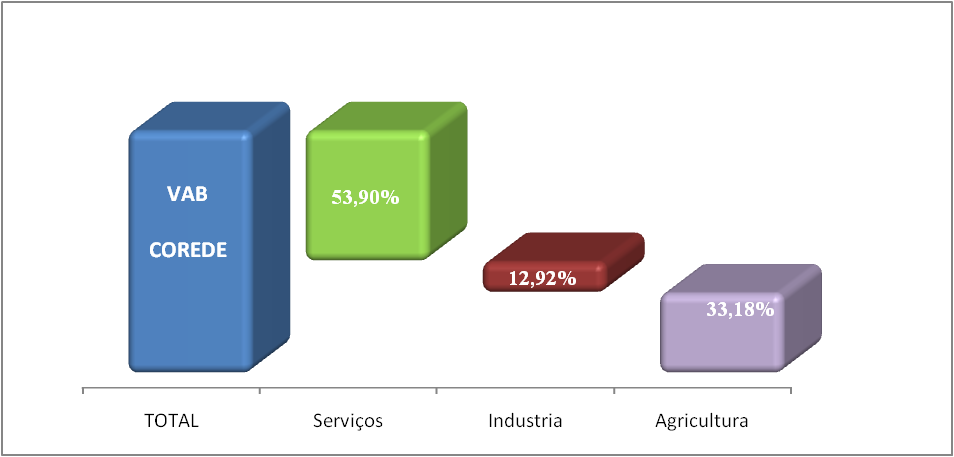 VAB
COREDE
53,90%
12,92%
33,18%
TOTAL Serviços Industria Agricultura